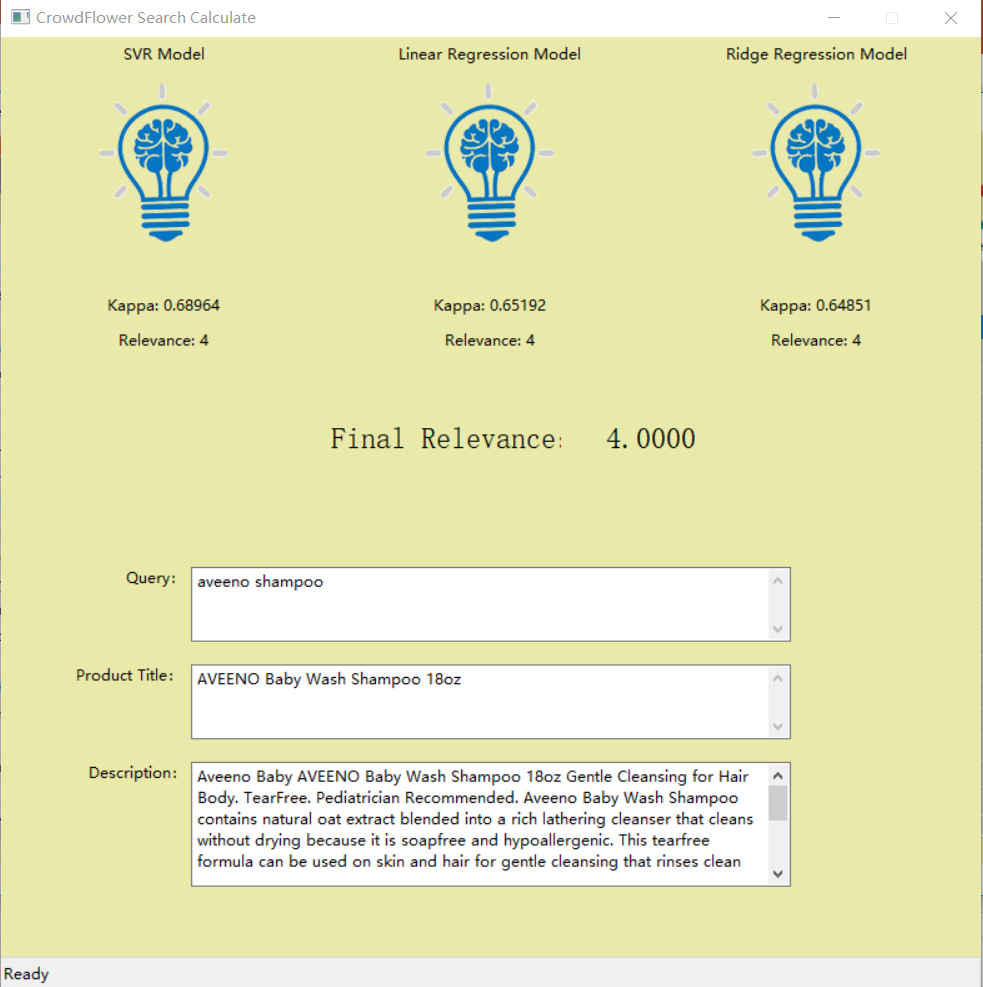 CrowdFlower Search Calculate
SVR Model
Linear Regression Model
Ridge Regression Model
Kappa: 0.68964
Kappa: 0.65192
Kappa: 0.64851
Relevance: 4
Relevance: 4
Relevance: 4
Final Relevance: 4.0000
Query:
aveeno shampoo
Product Title:
AVEENO Baby Wash Shampoo 18oz
Description:
Aveeno Baby AVEENO Baby Wash Shampoo 18oz Gentle Cleansing for Hair
Body. TearFree. Pediatrician Recommended. Aveeno Baby Wash Shampoo
contains natural oat extract blended into a rich lathering cleanser that cleans
without drying because it is soapfree and hypoallergenic. This tearfree
formula can be used on skin and hair for gentle cleansing that rinses clean
Ready